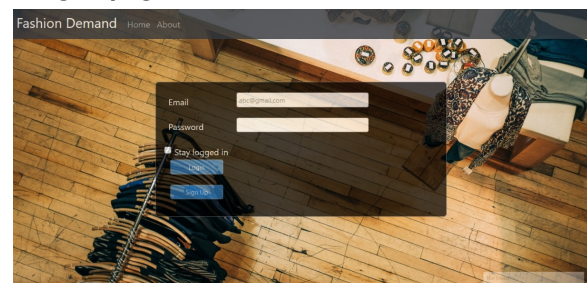 Fashion Demand Home About
Email abc@gmail.com
Password
Stay logged in
Login
Sign Up